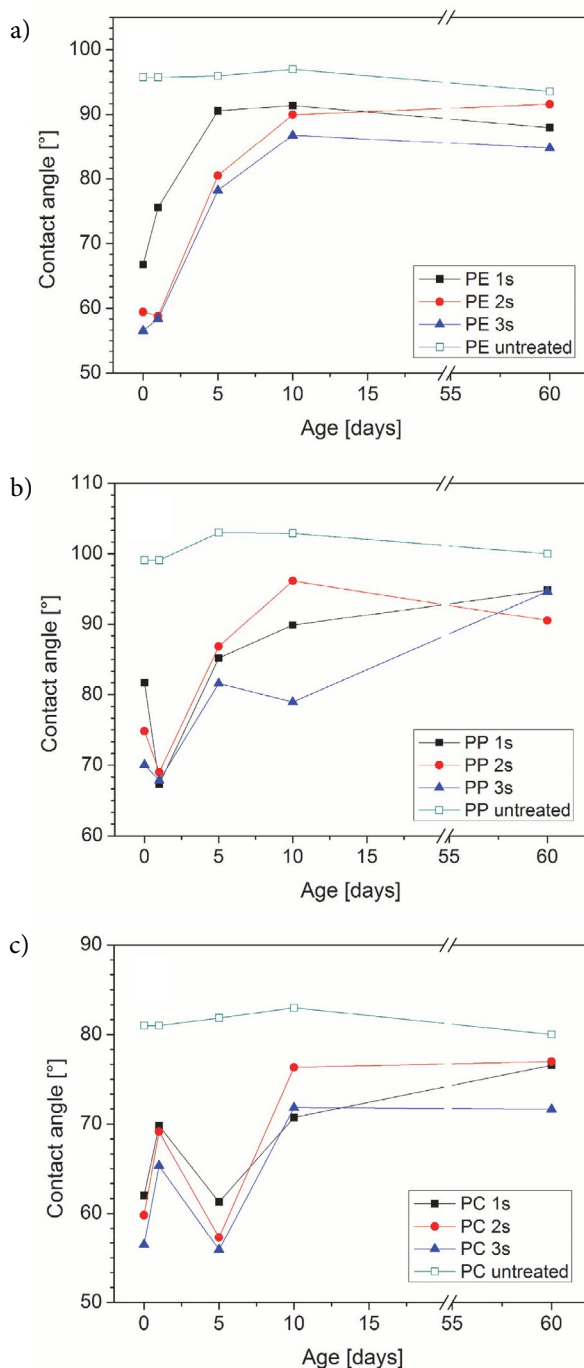 a)
100
90
80
70
60
50
Contact angle [°]
PE 1s
PE 2s
PE 3s
PE untreated
0 5 10 15 55 60
Age [days]
b)
110
100
90
80
70
60
Contact angle [°]
PP 1s
PP 2s
PP 3s
PP untreated
0 5 10 15 55 60
Age [days]
c)
90
80
70
60
50
Contact angle [°]
PC 1s
PC 2s
PC 3s
PC untreated
0 5 10 15 55 60
Age [days]